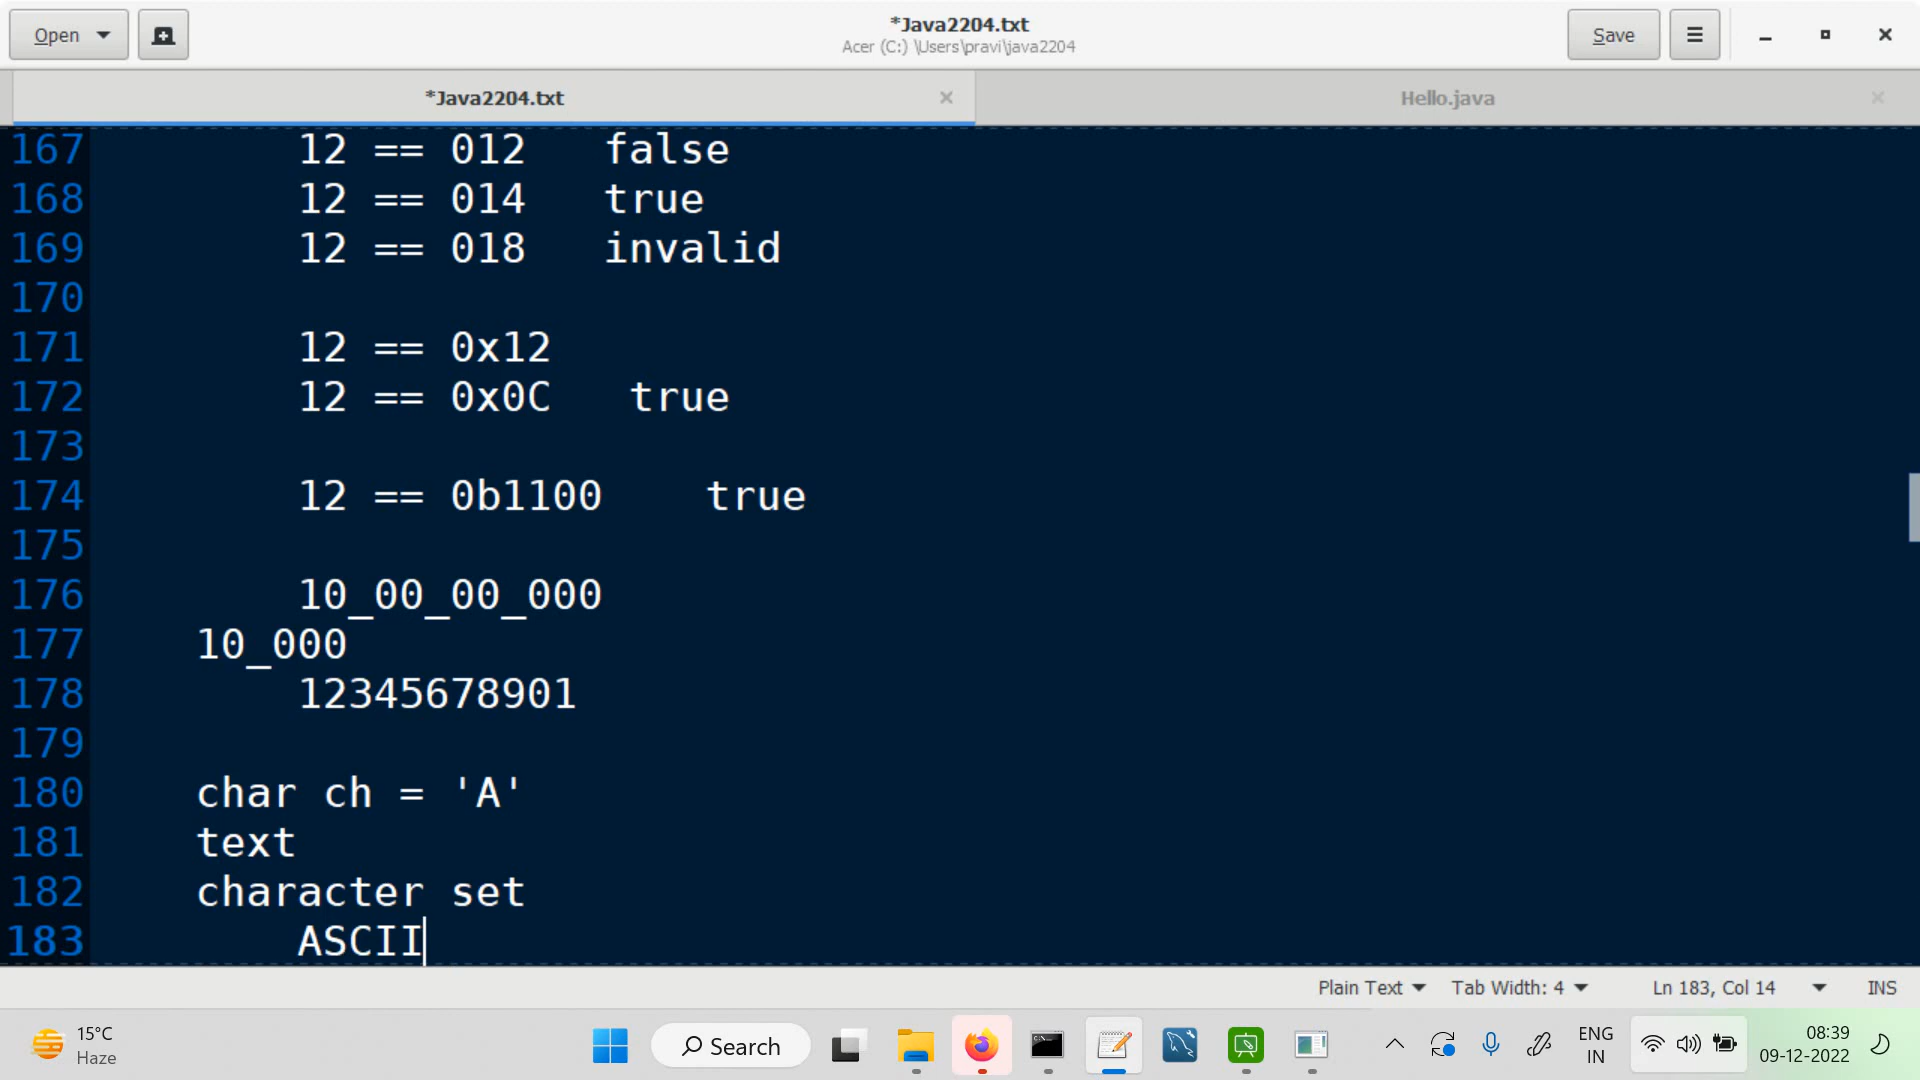 Open
*Java2204.txt
Acer (C:) \Users\pravi\java2204
Save
*Java2204.txt
Hello.java
167 12 == 012 false
168 12 == 014 true
169 12 == 018 invalid
170
171 12 == 0x12
172 12 == 0x0C true
173
174 12 == 0b1100 true
175
176 10_00_00_000
177 10_000
178 12345678901
179
180 char ch = 'A'
181 text
182 character set
183 ASCII
Plain Text Tab Width: 4 Ln 183, Col 14 INS
15°C
Haze
Search
ENG
IN
08:39
09-12-2022